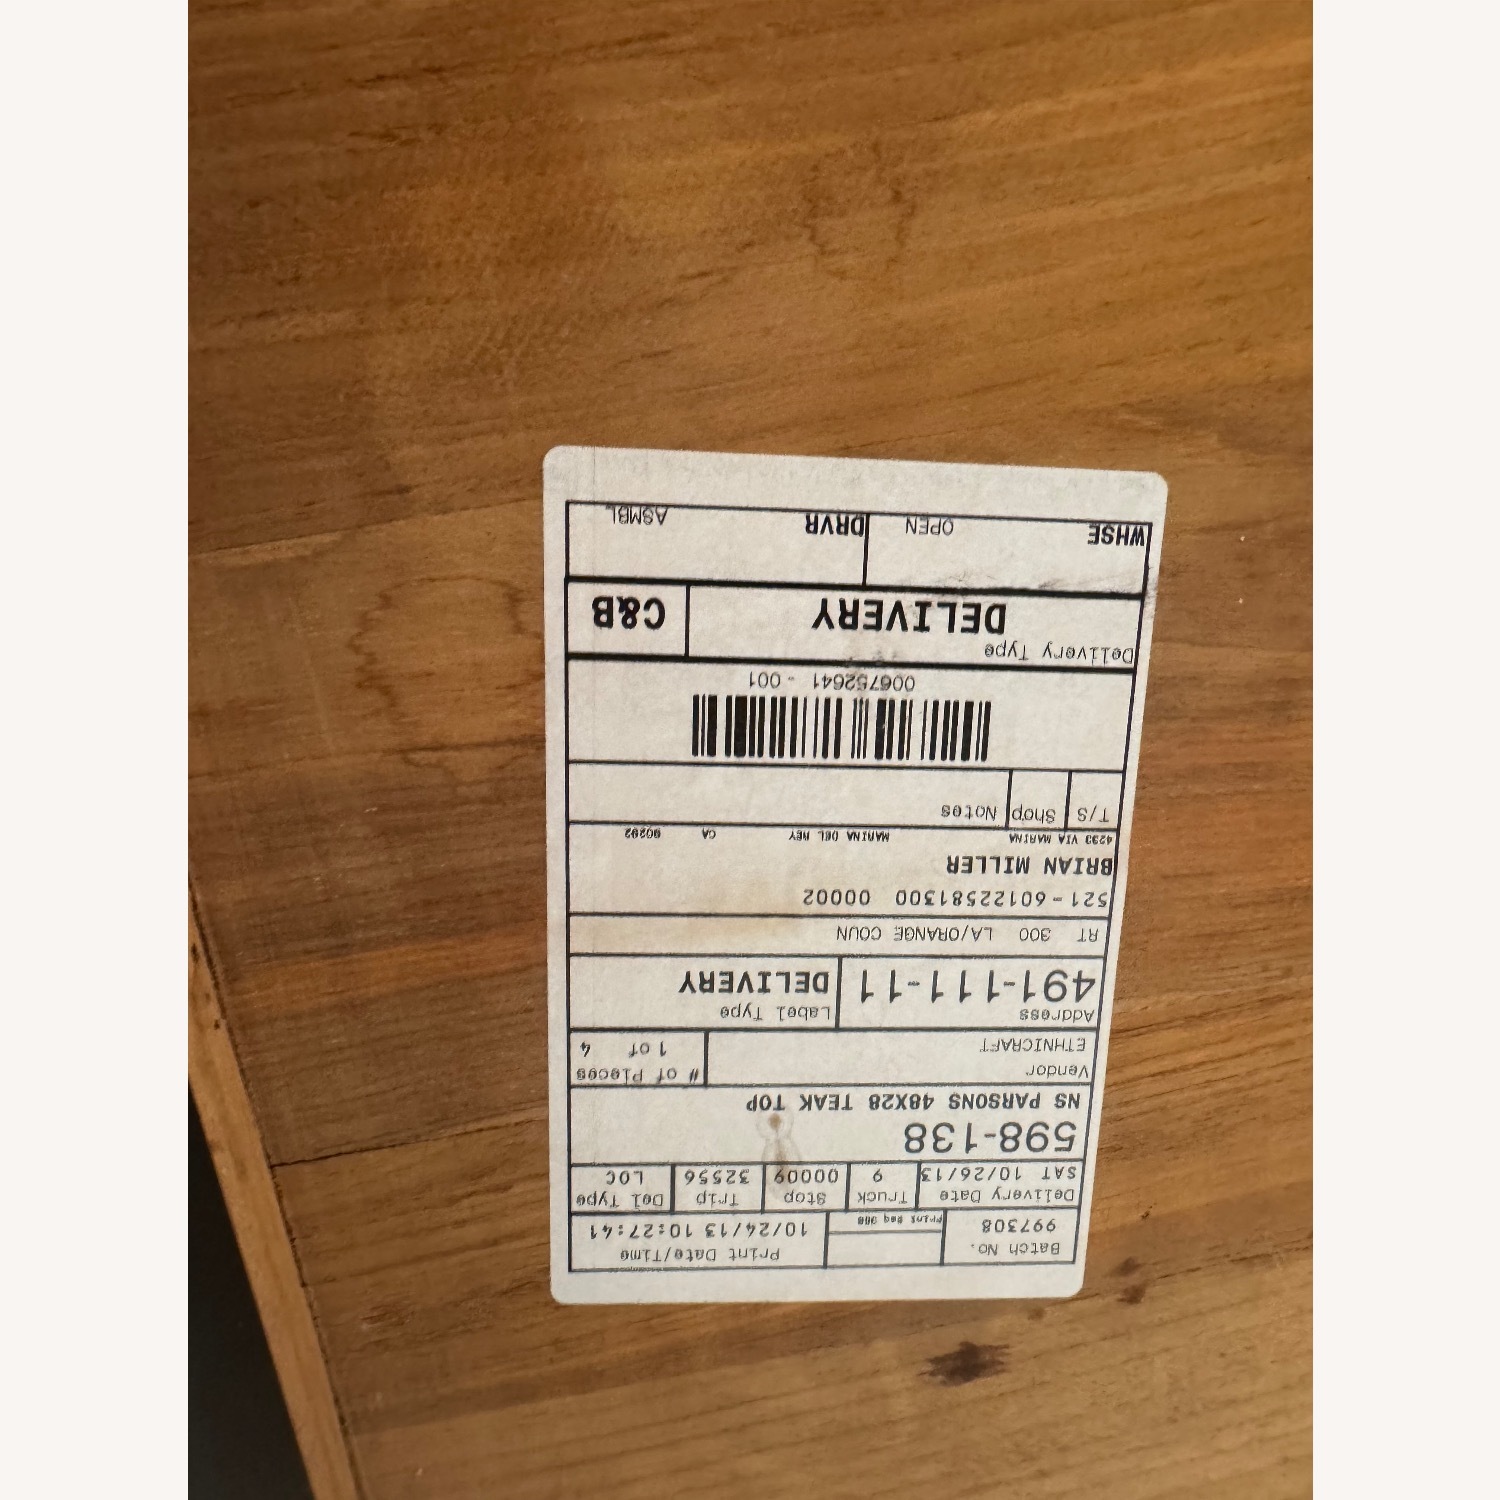 Batch No.
997308
Print Seq 308
Print Date/Time
10/24/13 10:27:41
Delivery Date
SAT 10/26/13
Truck
9
Stop
00009
Trip
32556
Del Type
LOC
598-138
NS PARSONS 48X28 TEAK TOP
Vendor
ETHNICRAFT
# of Pieces
1 of 4
Address
491-111-11
Label Type
DELIVERY
RT 300 LA/ORANGE COUN
521-60122581300 00002
BRIAN MILLER
4233 VIA MARINA MARINA DEL REY CA 90292
T/S
Shop
Notes
006752641 - 001
Delivery Type
DELIVERY
C&B
WHSE
OPEN
DRVR
ASMBL